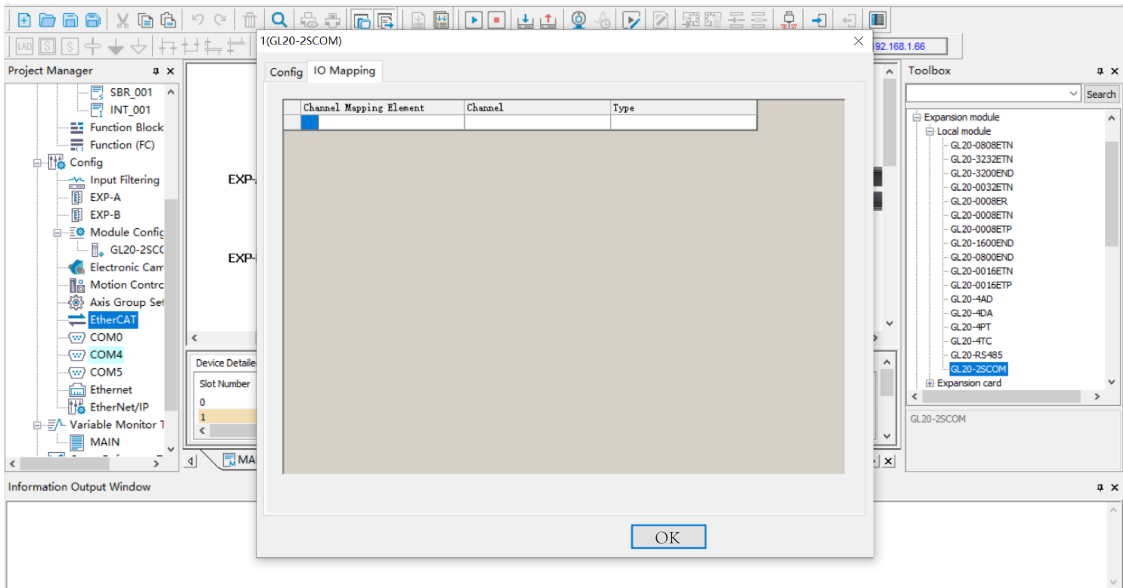 LAD
S
S
92.168.1.66
Project Manager
SBR_001
INT_001
Function Block
Function (FC)
Config
Input Filtering
EXP-A
EXP-B
Module Config
GL20-2SCO
Electronic Cam
Motion Contro
Axis Group Set
EtherCAT
COM0
COM4
COM5
Ethernet
EtherNet/IP
Variable Monitor T
MAIN
EXP-
EXP-
Device Detaile
Slot Number
0
1
MA
1(GL20-2SCOM)
Config
IO Mapping
Channel Mapping Element
Channel
Type
OK
Toolbox
Search
Expansion module
Local module
GL20-0808ETN
GL20-3232ETN
GL20-3200END
GL20-0032ETN
GL20-0008ER
GL20-0008ETN
GL20-0008ETP
GL20-1600END
GL20-0800END
GL20-0016ETN
GL20-0016ETP
GL20-4AD
GL20-4DA
GL20-4PT
GL20-4TC
GL20-RS485
GL20-2SCOM
Expansion card
GL20-2SCOM
Information Output Window